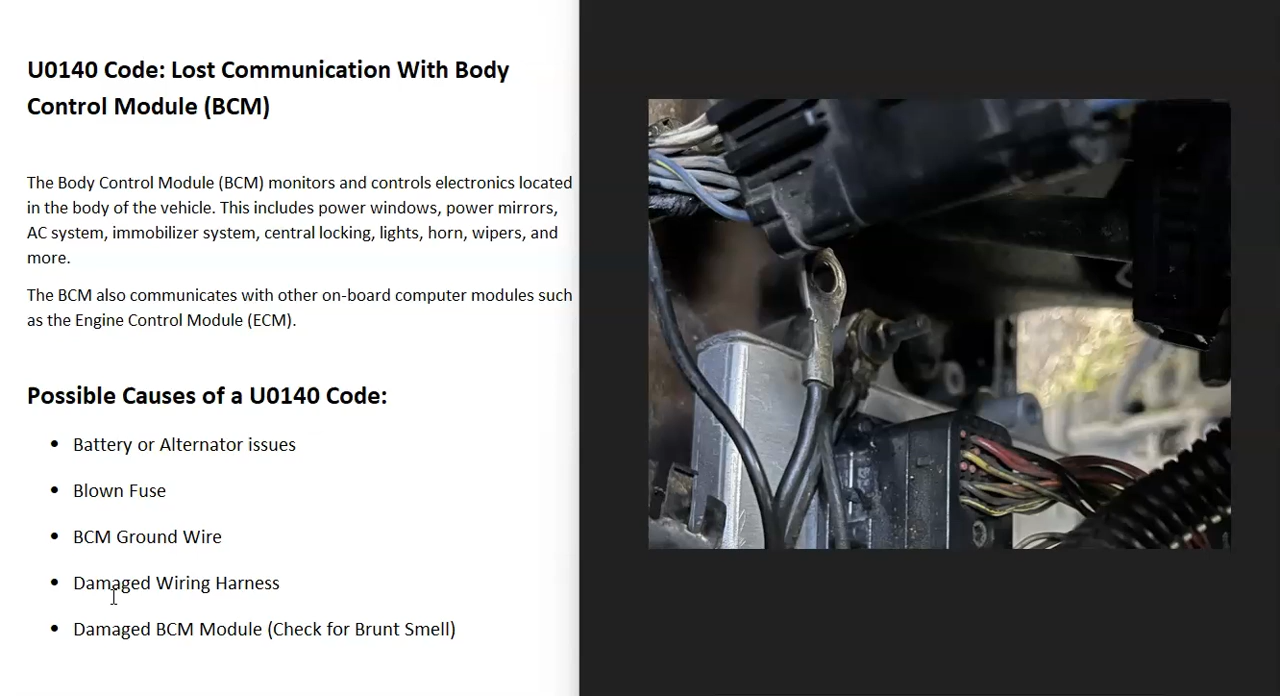 U0140 Code: Lost Communication With Body
Control Module (BCM)
The Body Control Module (BCM) monitors and controls electronics located
in the body of the vehicle. This includes power windows, power mirrors,
AC system, immobilizer system, central locking, lights, horn, wipers, and
more.
The BCM also communicates with other on-board computer modules such
as the Engine Control Module (ECM).
Possible Causes of a U0140 Code:
• Battery or Alternator issues
• Blown Fuse
• BCM Ground Wire
• Damaged Wiring Harness
• Damaged BCM Module (Check for Brunt Smell)